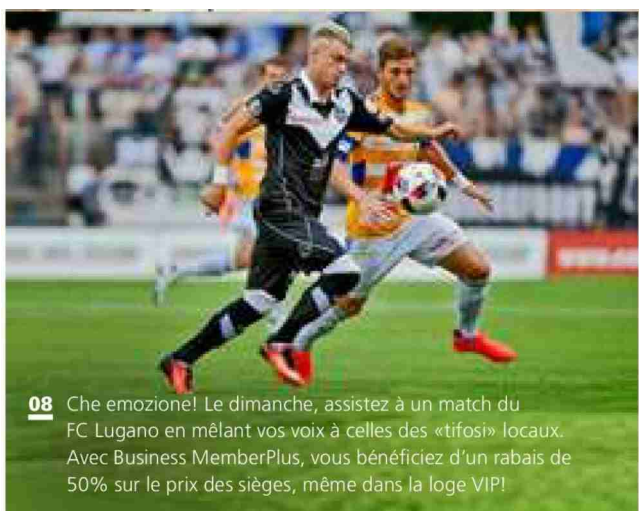 08 Che emozione! Le dimanche, assistez à un match du
FC Lugano en mêlant vos voix à celles des «tifosi» locaux.
Avec Business MemberPlus, vous bénéficiez d’un rabais de
50% sur le prix des sièges, même dans la loge VIP!